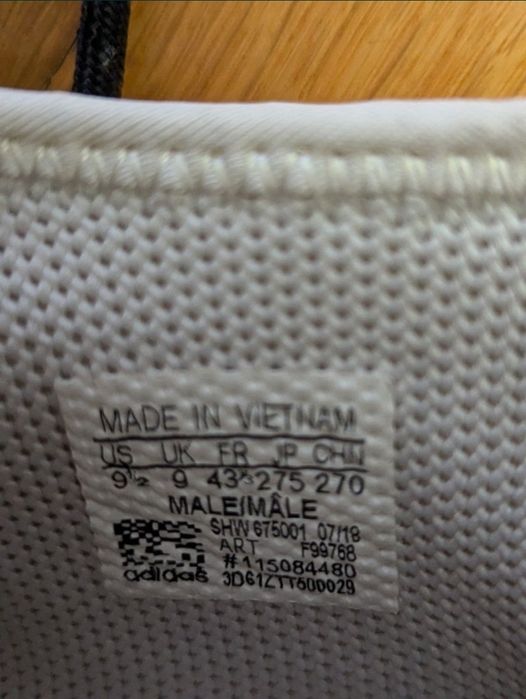 MADE IN VIETNAM
US UK FR JP CHN
9½ 9 43⅓ 275 270
MALE/MÂLE
SHW 675001 07/18
ART F99768
#115084480
adidas